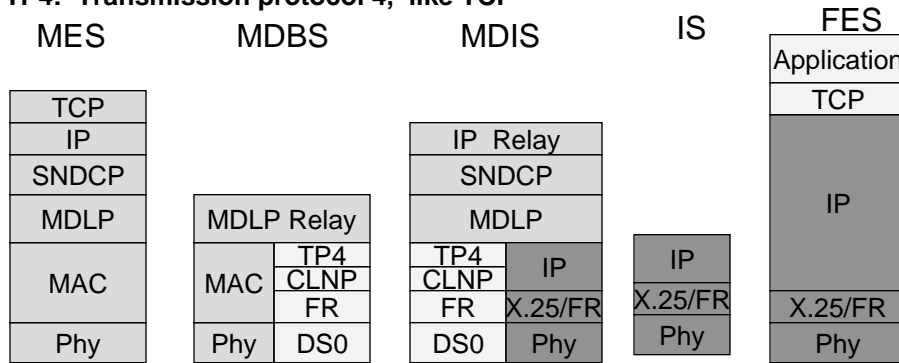 TP4: Transmission protocol 4, like TCP
MES MDBS MDIS IS FES
Application
TCP
TCP
IP
IP Relay
SNDCP
SNDCP
IP
MDLP
MDLP Relay
MDLP
MAC
MAC
TP4
CLNP
FR
TP4
CLNP
FR
IP
X.25/FR
IP
X.25/FR
X.25/FR
Phy
Phy
DS0
DS0
Phy
Phy
Phy